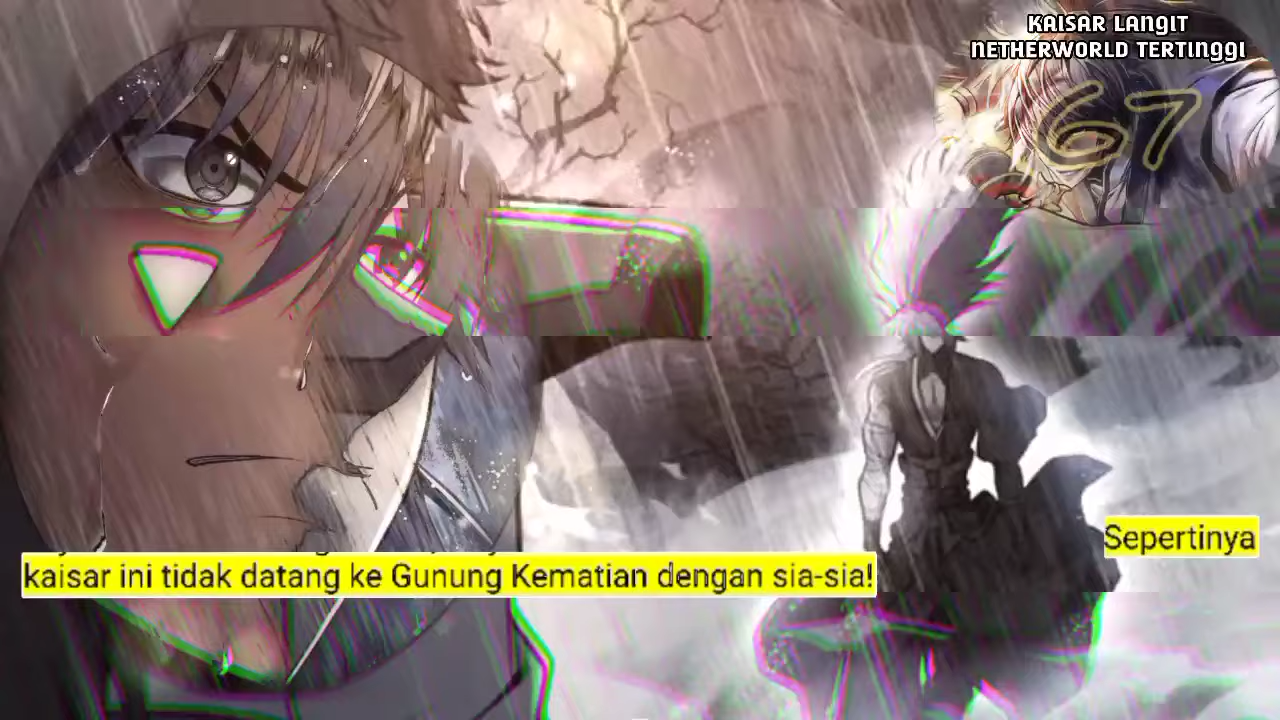 KAISAR LANGIT
NETHERWORLD TERTINGGI
67
Sepertinya
kaisar ini tidak datang ke Gunung Kematian dengan sia-sia!